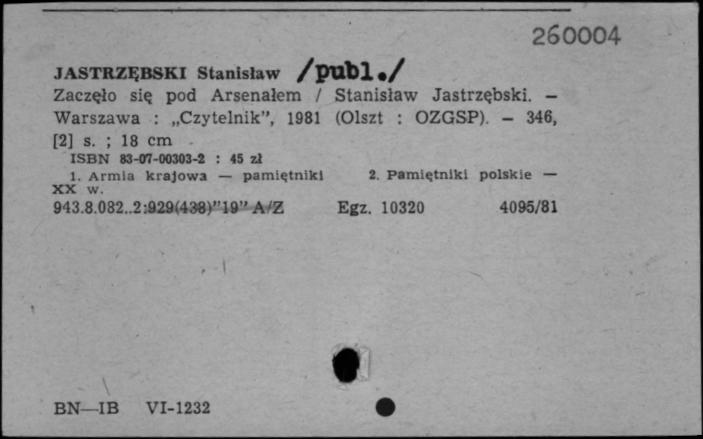 260004
JASTRZĘBSKI Stanisław /publ./
Zaczęło się pod Arsenałem / Stanisław Jastrzębski. —
Warszawa : „Czytelnik”, 1981 (Olszt : OZGSP). — 346,
[2] s. ; 18 cm
ISBN 83-07-00303-2 : 45 zł
1. Armia krajowa — pamiętniki 2. Pamiętniki polskie —
XX w.
943.8.082..2:929(438)”19” A/Z Egz. 10320 4095/81
BN—IB VI-1232